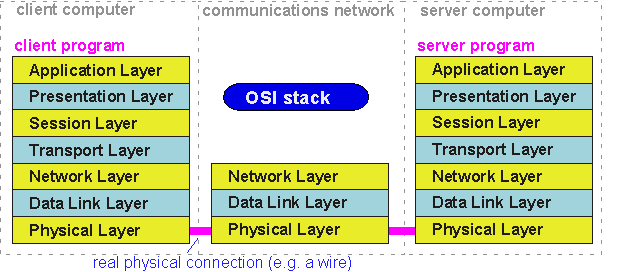 client computer
communications network
server computer
client program
server program
Application Layer
Presentation Layer
Session Layer
Transport Layer
Network Layer
Data Link Layer
Physical Layer
OSI stack
Network Layer
Data Link Layer
Physical Layer
Application Layer
Presentation Layer
Session Layer
Transport Layer
Network Layer
Data Link Layer
Physical Layer
real physical connection (e.g. a wire)